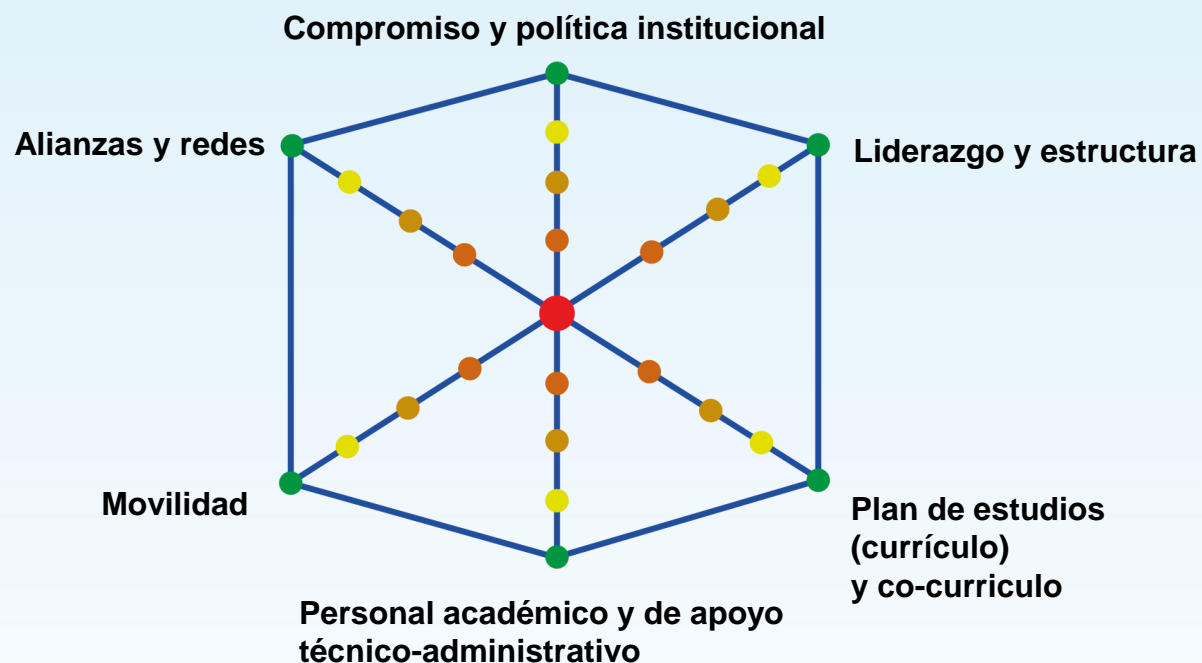 Compromiso y política institucional
Alianzas y redes
Liderazgo y estructura
Movilidad
Plan de estudios
(currículo)
y co-curriculo
Personal académico y de apoyo
técnico-administrativo